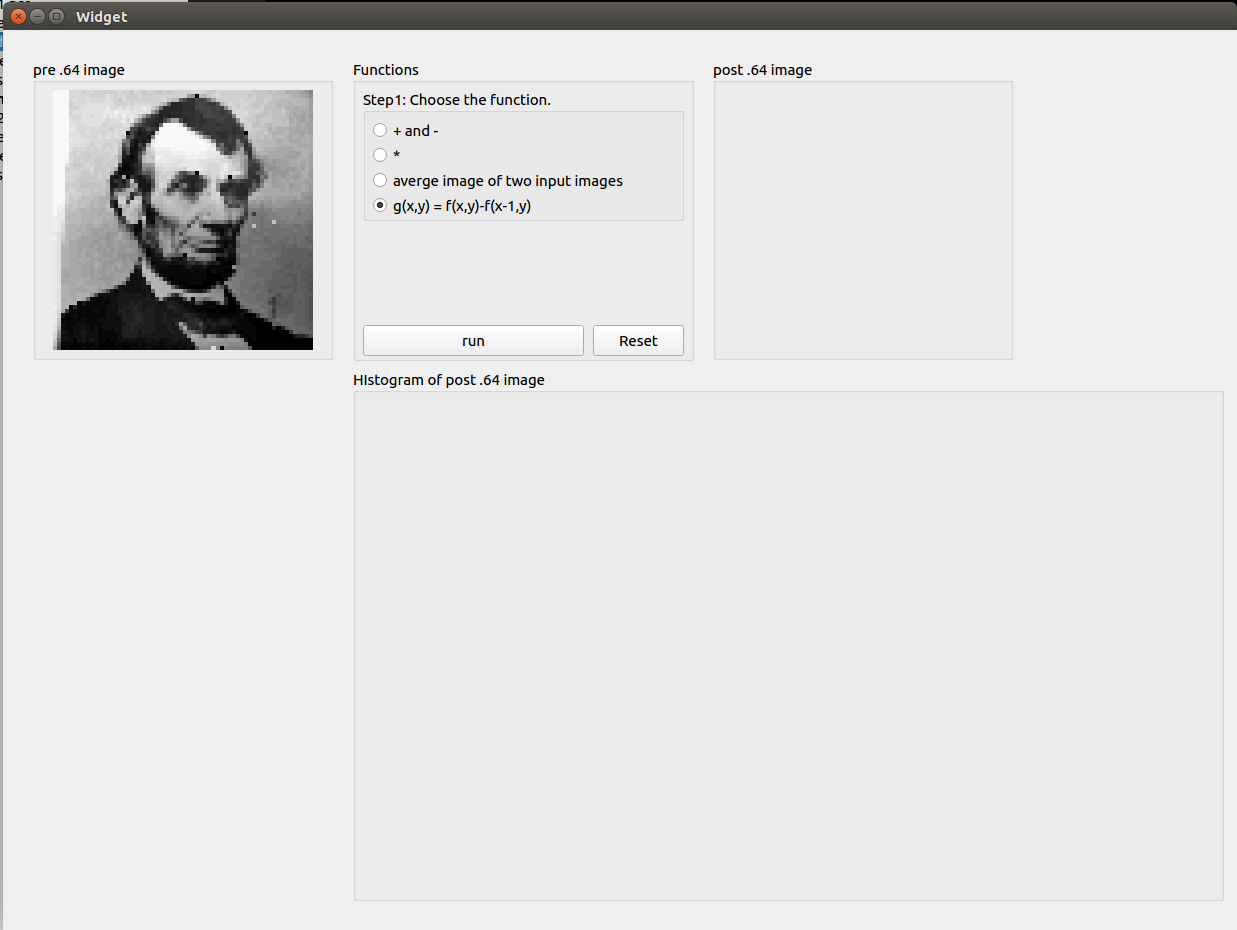 Widget
pre .64 image
Functions
post .64 image
Step1: Choose the function.
+ and -
*
averge image of two input images
g(x,y) = f(x,y)-f(x-1,y)
run
Reset
HIstogram of post .64 image